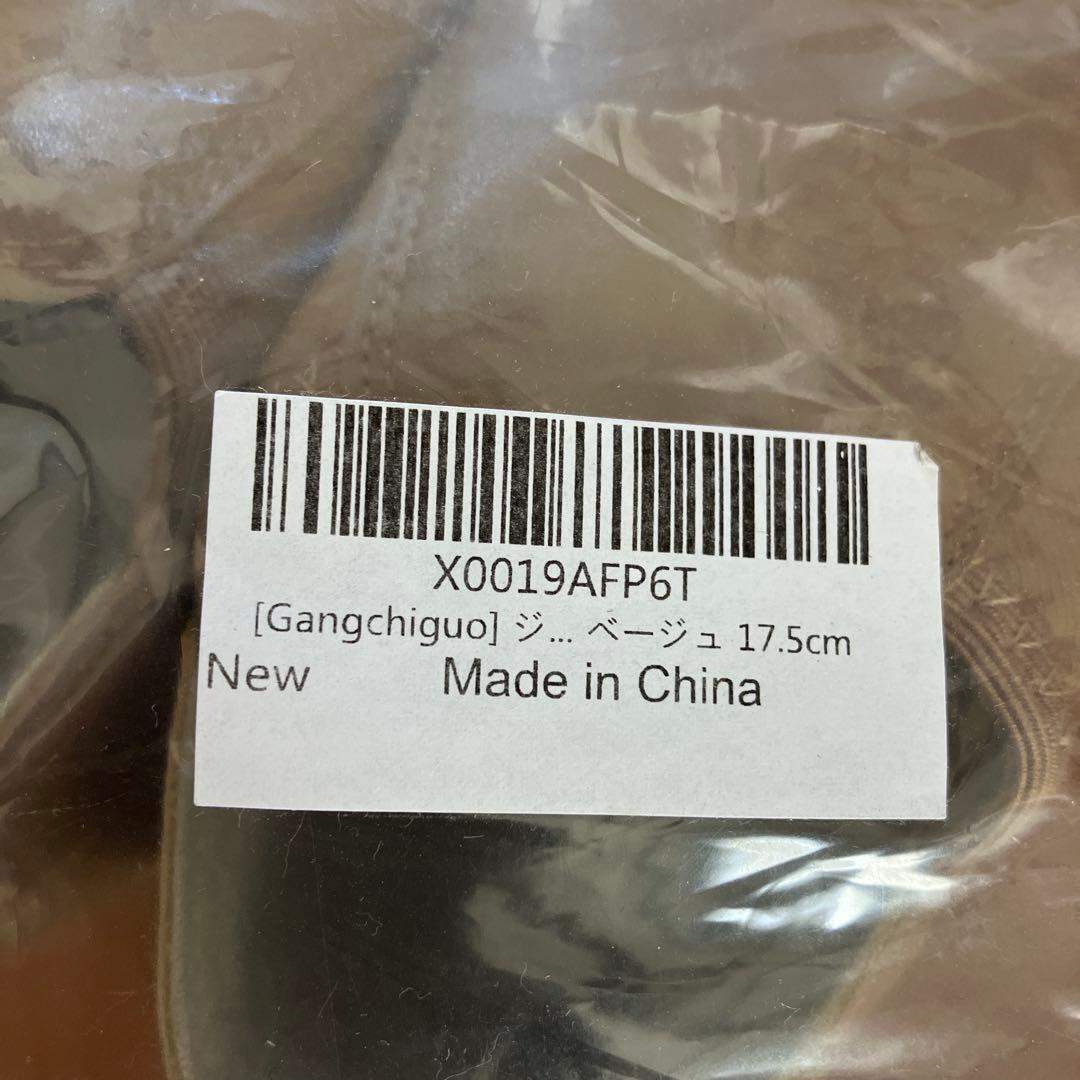 X0019AFP6T
[Gangchiguo] ジ... ベージュ 17.5cm
New Made in China